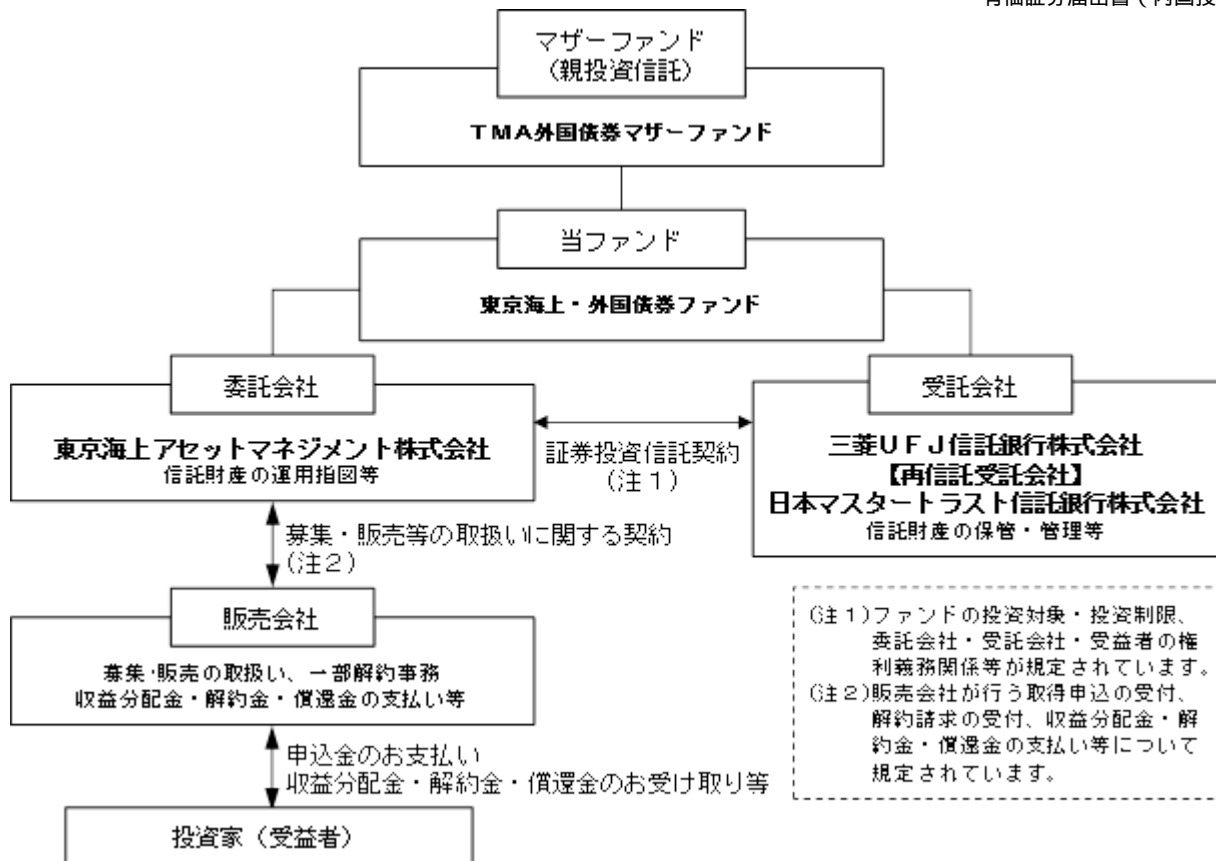 マザーファンド
(親投資信託)
ＴＭＡ外国債券マザーファンド
当ファンド
東京海上・外国債券ファンド
委託会社
東京海上アセットマネジメント株式会社
信託財産の運用指図等
証券投資信託契約
(注１)
受託会社
三菱ＵＦＪ信託銀行株式会社
【再信託受託会社】
日本マスタートラスト信託銀行株式会社
信託財産の保管・管理等
募集・販売等の取扱いに関する契約
(注２)
販売会社
募集・販売の取扱い、一部解約事務
収益分配金・解約金・償還金の支払い等
申込金のお支払い
収益分配金・解約金・償還金のお受け取り等
投資家（受益者）
(注１)ファンドの投資対象・投資制限、
委託会社・受託会社・受益者の権
利義務関係等が規定されています。
(注２)販売会社が行う取得申込の受付、
解約請求の受付、収益分配金・解
約金・償還金の支払い等について
規定されています。